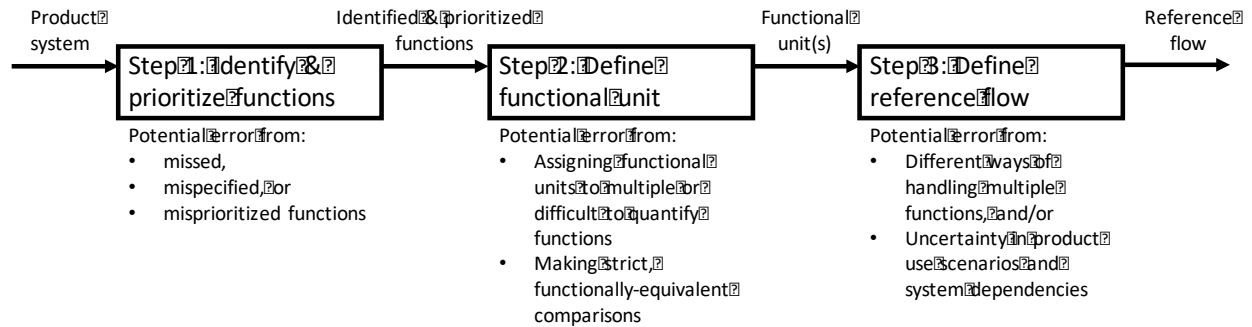 Product
system
Identified & prioritized
functions
Functional
unit(s)
Reference
flow
Step 1: Identify &
prioritize functions
Step 2: Define
functional unit
Step 3: Define
reference flow
Potential error from:
• missed,
• mispecified, or
• misprioritized functions
Potential error from:
• Assigning functional
units to multiple or
difficult to quantify
functions
• Making strict,
functionally-equivalent
comparisons
Potential error from:
• Different ways of
handling multiple
functions, and/or
• Uncertainty in product
use scenarios and
system dependencies